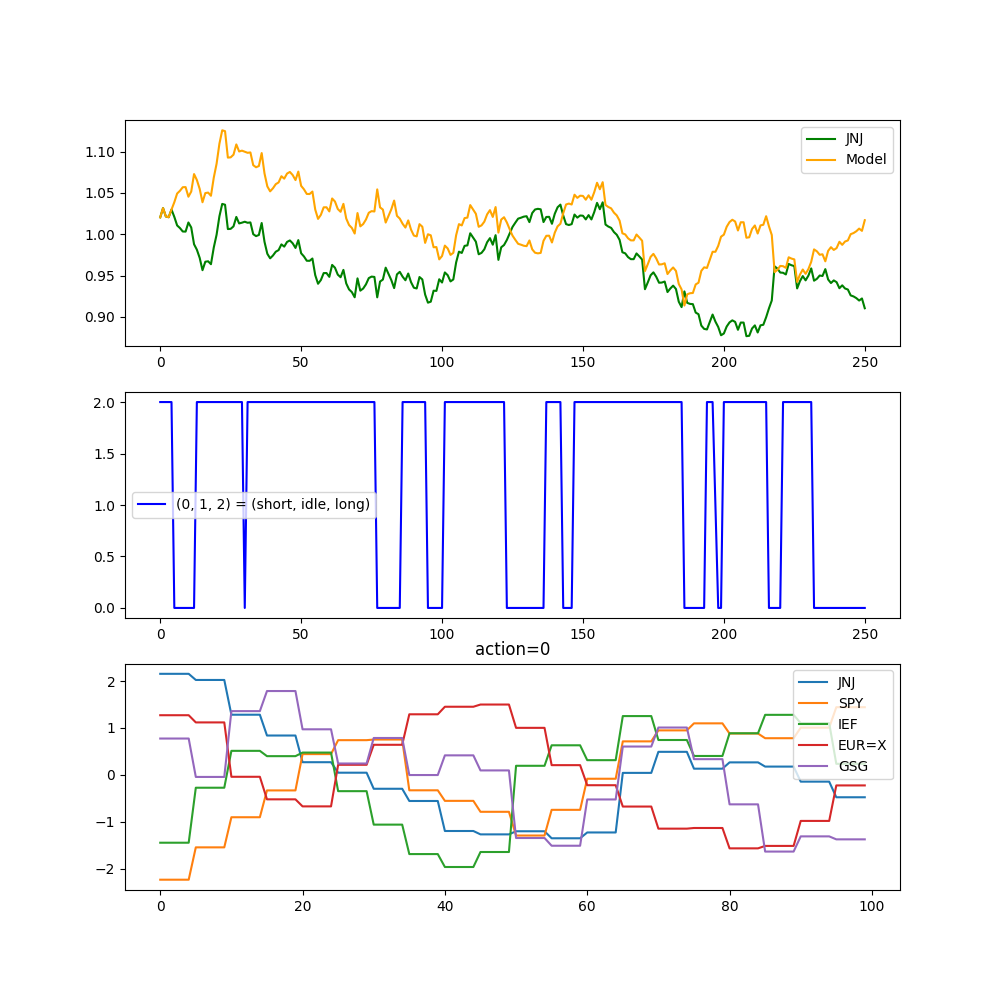 JNJ
Model
1.10
1.05
1.00
0.95
0.90
0 50 100 150 200 250
2.0
1.5
1.0
0.5
0.0
(0, 1, 2) = (short, idle, long)
0 50 100 150 200 250
action=0
JNJ
SPY
IEF
EUR=X
GSG
2
1
0
−1
−2
0 20 40 60 80 100